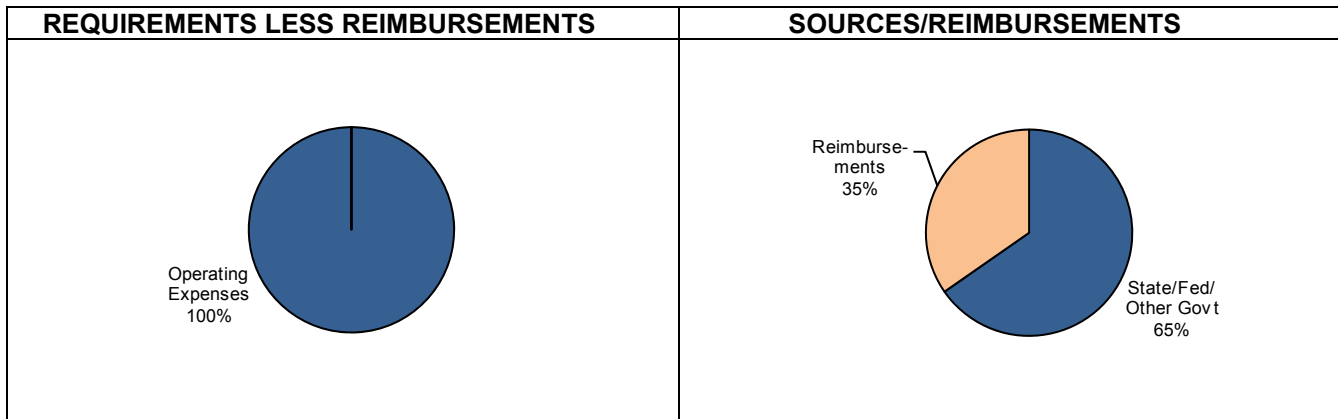 REQUIREMENTS LESS REIMBURSEMENTS
SOURCES/REIMBURSEMENTS
Operating
Expenses
100%
Reimburse-
ments
35%
State/Fed/
Other Govt
65%